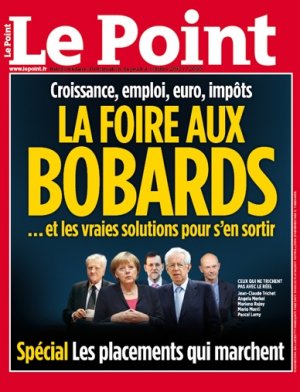 Le Point
Le Point
www.lepoint.fr
Croissance, emploi, euro, impôts
LA FOIRE AUX
BOBARDS
...et les vraies solutions pour s'en sortir
CEUX QUI NE TRICHENT
PAS AVEC LE RÉEL
Jean-Claude Trichet
Angela Merkel
Mariano Rajoy
Mario Monti
Pascal Lamy
Spécial Les placements qui marchent